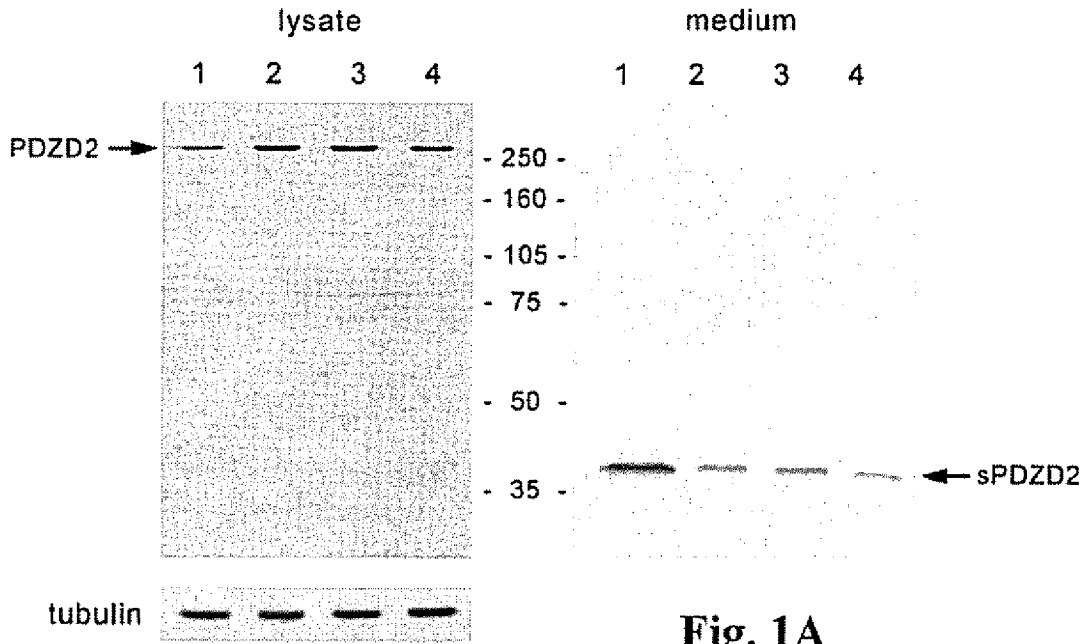 lysate
medium
1 2 3 4
1 2 3 4
PDZD2
- 250 -
- 160 -
- 105 -
- 75 -
- 50 -
- 35 -
sPDZD2
tubulin
Fig. 1A